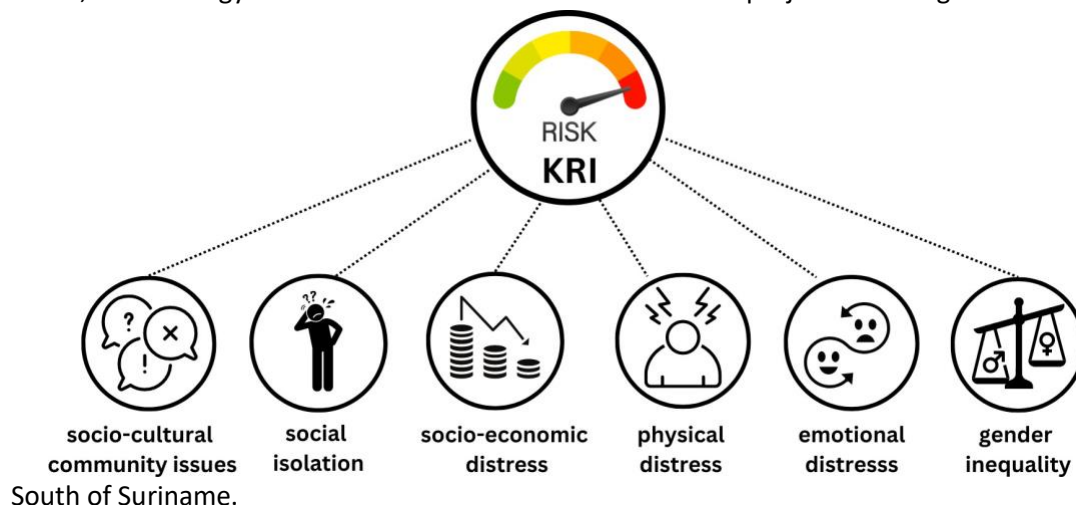 RISK
KRI
socio-cultural
community issues
social
isolation
socio-economic
distress
physical
distress
emotional
distresss
gender
inequality
South of Suriname.